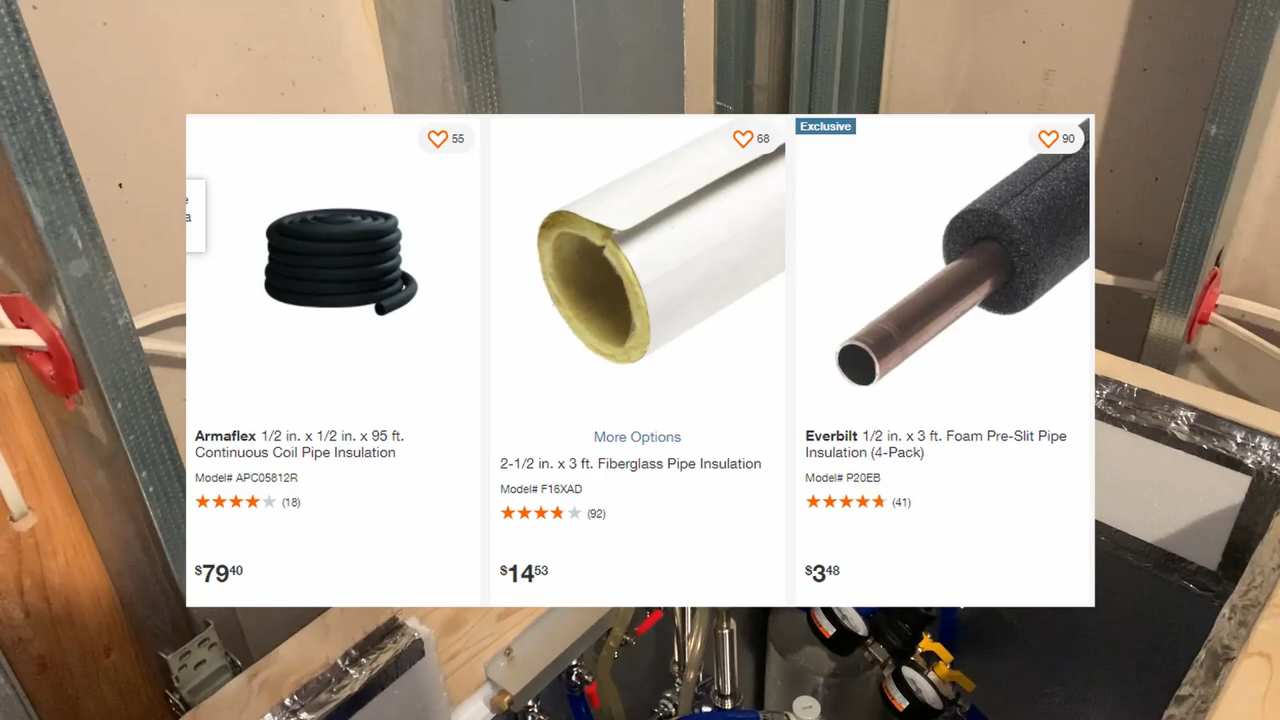 55
e
a
Armaflex 1/2 in. x 1/2 in. x 95 ft.
Continuous Coil Pipe Insulation
Model# APC05812R
(18)
$79 40
68
More Options
2-1/2 in. x 3 ft. Fiberglass Pipe Insulation
Model# F16XAD
(92)
$14 53
Exclusive
90
Everbilt 1/2 in. x 3 ft. Foam Pre-Slit Pipe
Insulation (4-Pack)
Model# P20EB
(41)
$3 48